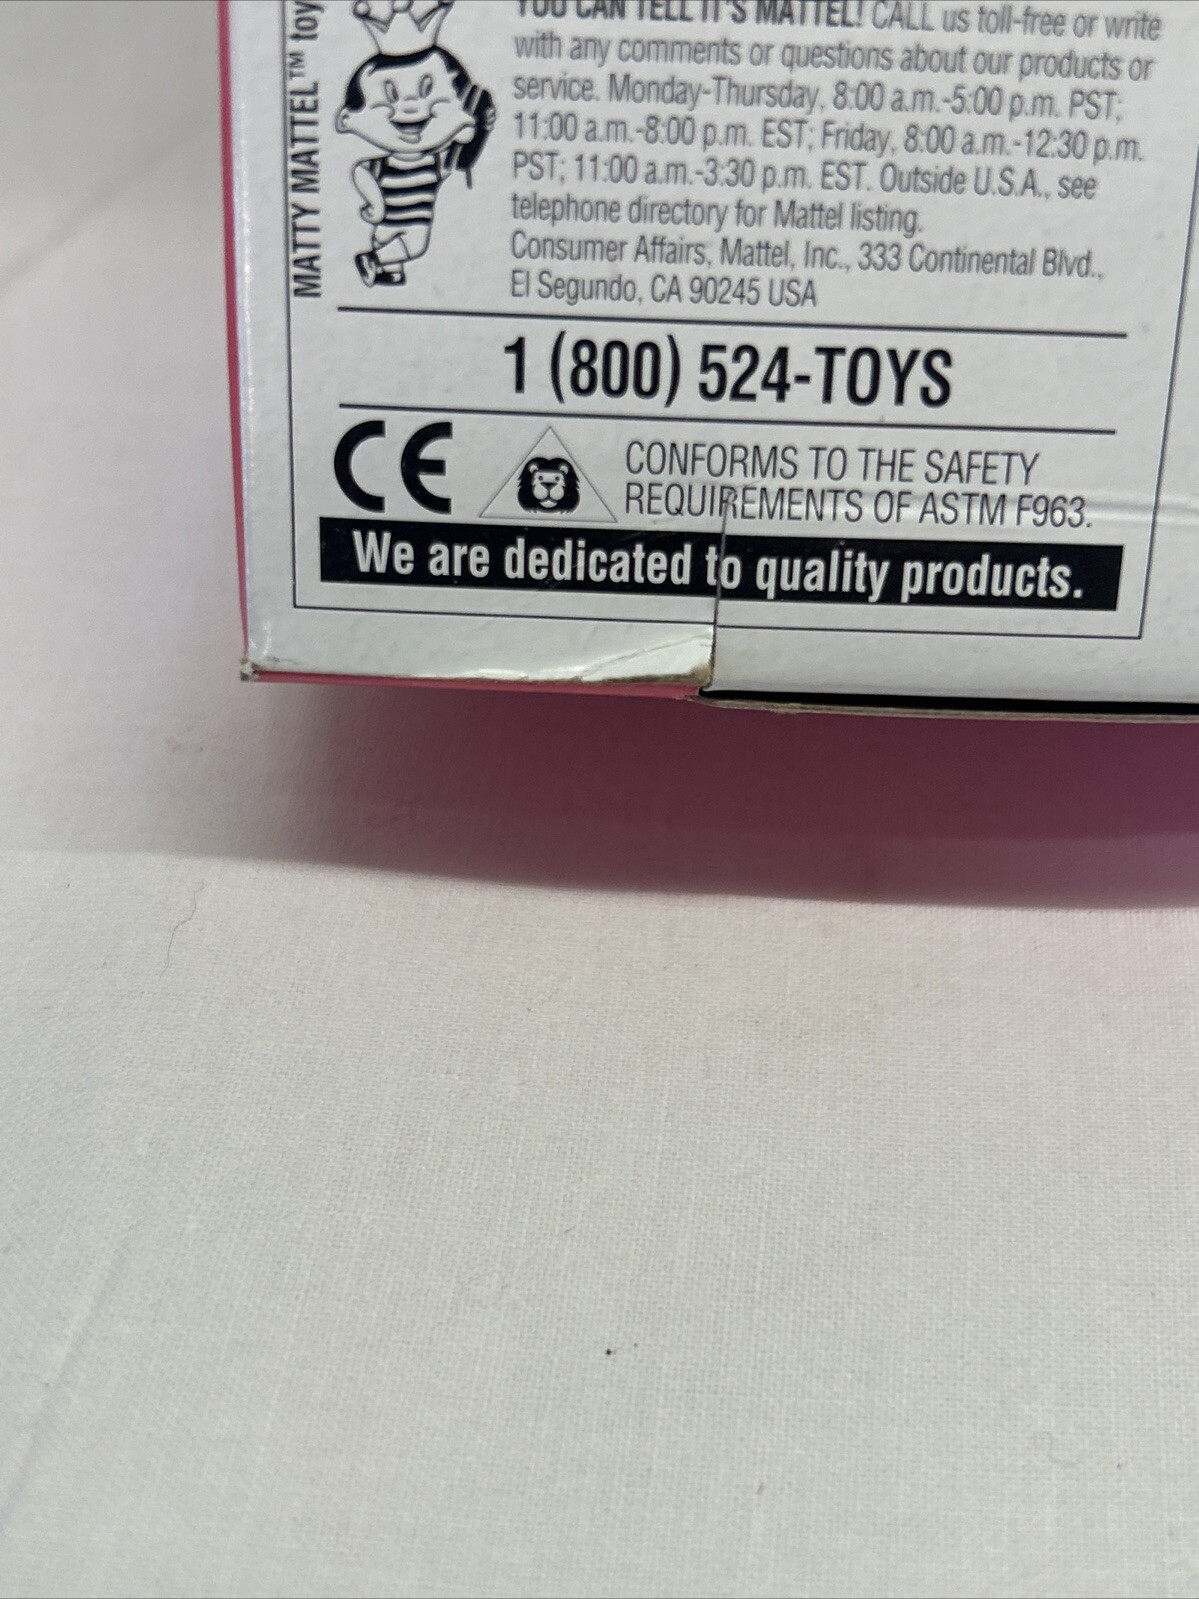 MATTY MATTEL™ toy
YOU CAN TELL IT'S MATTEL! CALL us toll-free or write
with any comments or questions about our products or
service. Monday-Thursday, 8:00 a.m.-5:00 p.m. PST;
11:00 a.m.-8:00 p.m. EST; Friday, 8:00 a.m.-12:30 p.m.
PST; 11:00 a.m.-3:30 p.m. EST. Outside U.S.A., see
telephone directory for Mattel listing.
Consumer Affairs, Mattel, Inc., 333 Continental Blvd.,
El Segundo, CA 90245 USA
1 (800) 524-TOYS
CE
CONFORMS TO THE SAFETY
REQUIREMENTS OF ASTM F963.
We are dedicated to quality products.